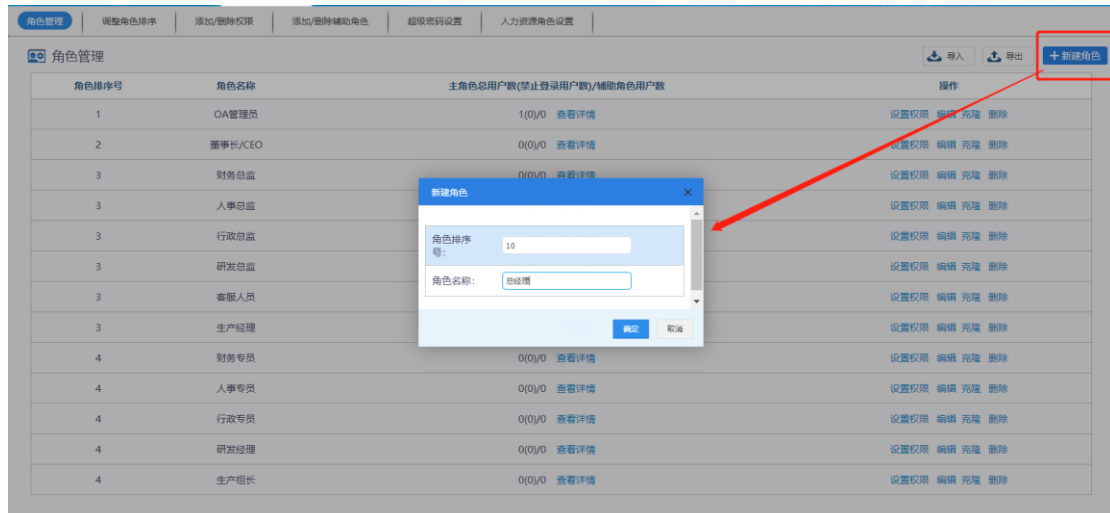 角色管理 调整角色排序 添加/删除权限 添加/删除辅助角色 超级密码设置 人力资源角色设置
角色管理 导入 导出 +新建角色
角色排序号 角色名称 主角色总用户数(禁止登录用户数)/辅助角色用户数 操作
1 OA管理员 1(0)/0 查看详情 设置权限 编辑 克隆 删除
2 董事长/CEO 0(0)/0 查看详情 设置权限 编辑 克隆 删除
3 财务总监 0(0)/0 查看详情 设置权限 编辑 克隆 删除
3 人事总监 设置权限 编辑 克隆 删除
3 行政总监 设置权限 编辑 克隆 删除
3 研发总监 设置权限 编辑 克隆 删除
3 客服人员 设置权限 编辑 克隆 删除
3 生产经理 设置权限 编辑 克隆 删除
4 财务专员 0(0)/0 查看详情 设置权限 编辑 克隆 删除
4 人事专员 0(0)/0 查看详情 设置权限 编辑 克隆 删除
4 行政专员 0(0)/0 查看详情 设置权限 编辑 克隆 删除
4 研发经理 0(0)/0 查看详情 设置权限 编辑 克隆 删除
4 生产组长 0(0)/0 查看详情 设置权限 编辑 克隆 删除
新建角色 ×
角色排序
号: 10
角色名称: 总经理
确定 取消